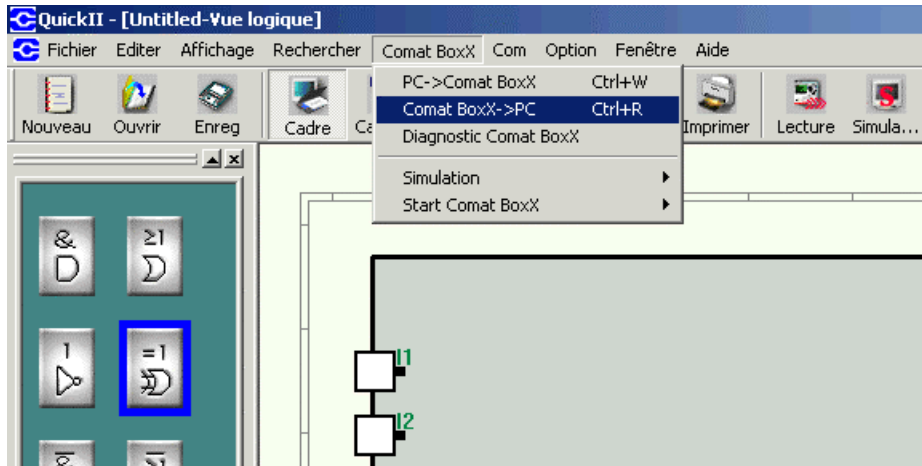 QuickII - [Untitled-Vue logique]
Fichier Editer Affichage Rechercher Comat BoxX Com Option Fenêtre Aide
PC->Comat BoxX Ctrl+W
Comat BoxX->PC Ctrl+R
Diagnostic Comat BoxX
Simulation
Start Comat BoxX
Nouveau Ouvrir Enreg Cadre Imprimer Lecture Simula...
& ≥1
1 =1
I1
I2
& ≥1